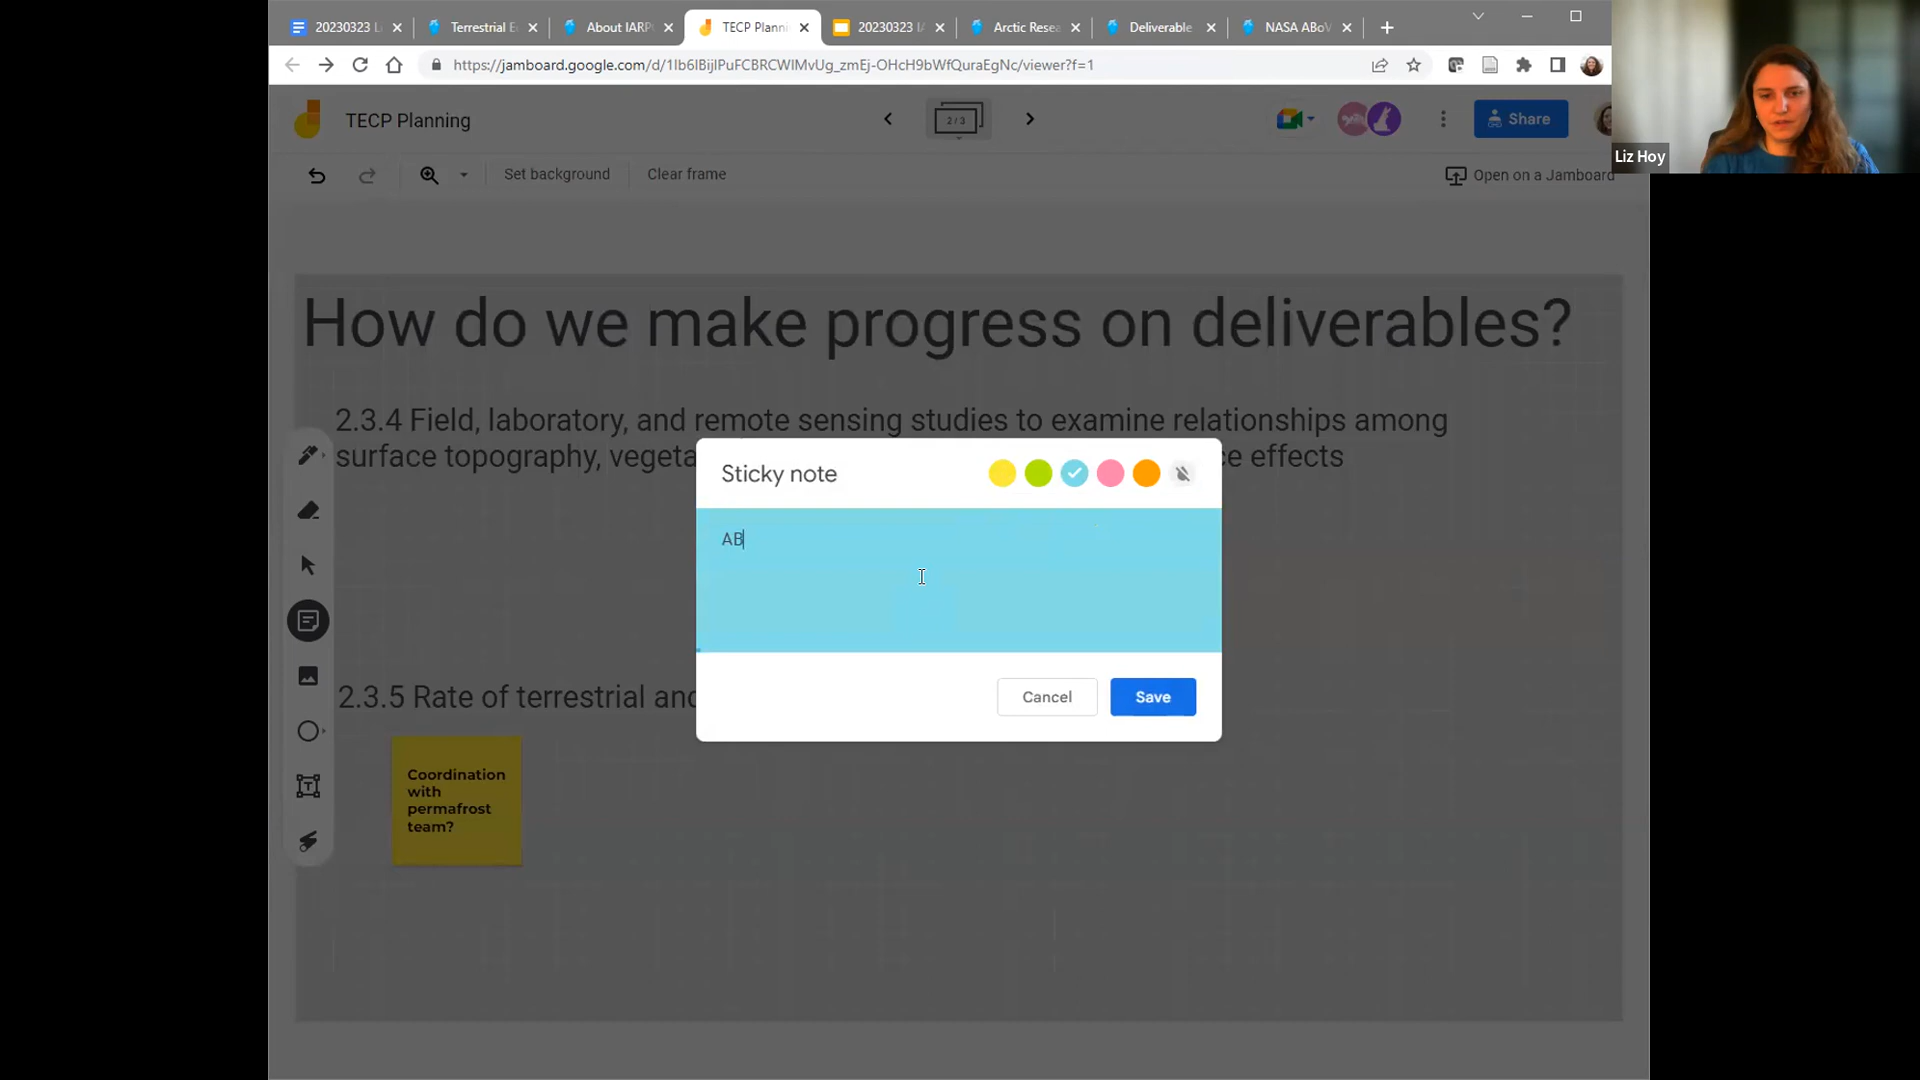 20230323 L
Terrestrial E
About IARP
TECP Planni
20230323 I
Arctic Resea
Deliverable
NASA ABoV
https://jamboard.google.com/d/1Ib6lBijlPuFCBRCWlMvUg_zmEj-OHcH9bWfQuraEgNc/viewer?f=1
TECP Planning
2 / 3
Share
Liz Hoy
Set background
Clear frame
Open on a Jamboard
How do we make progress on deliverables?
2.3.4 Field, laboratory, and remote sensing studies to examine relationships among
surface topography, vegeta
ce effects
Sticky note
AB
Cancel
Save
2.3.5 Rate of terrestrial and
Coordination
with
permafrost
team?